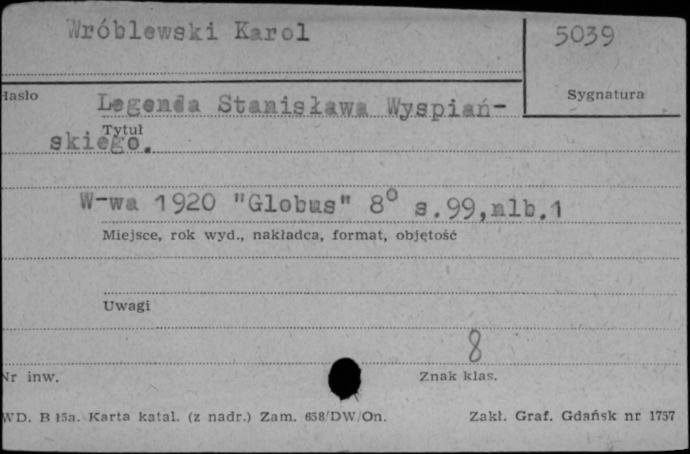 Wróblewski Karol
5039
Hasło
Sygnatura
Legenda Stanisława Wyspiań-
Tytuł
skiego.
W-wa 1920 "Globus" 8° s.99,nlb.1
Miejsce, rok wyd., nakładca, format, objętość
Uwagi
8
Nr inw.
Znak klas.
WD. B 15a. Karta katal. (z nadr.) Zam. 658/DW/On.
Zakł. Graf. Gdańsk nr 1757